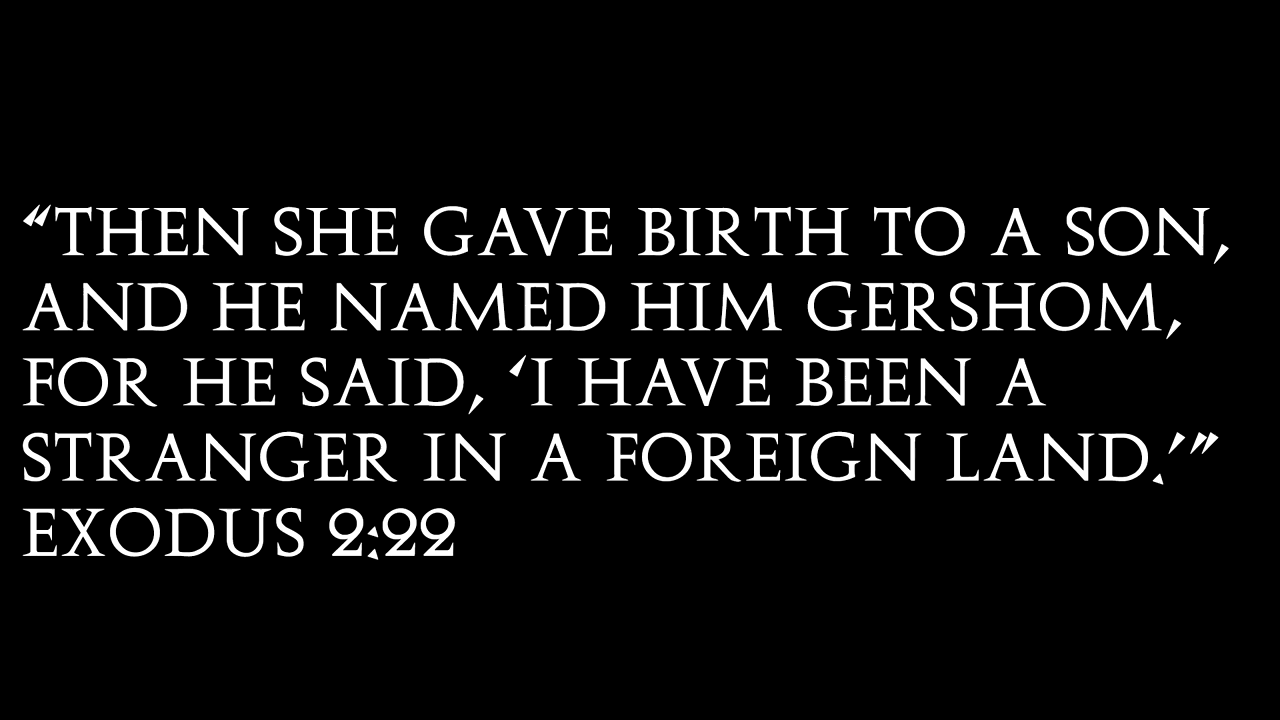 “THEN SHE GAVE BIRTH TO A SON,
AND HE NAMED HIM GERSHOM,
FOR HE SAID, ‘I HAVE BEEN A
STRANGER IN A FOREIGN LAND.’”
EXODUS 2:22